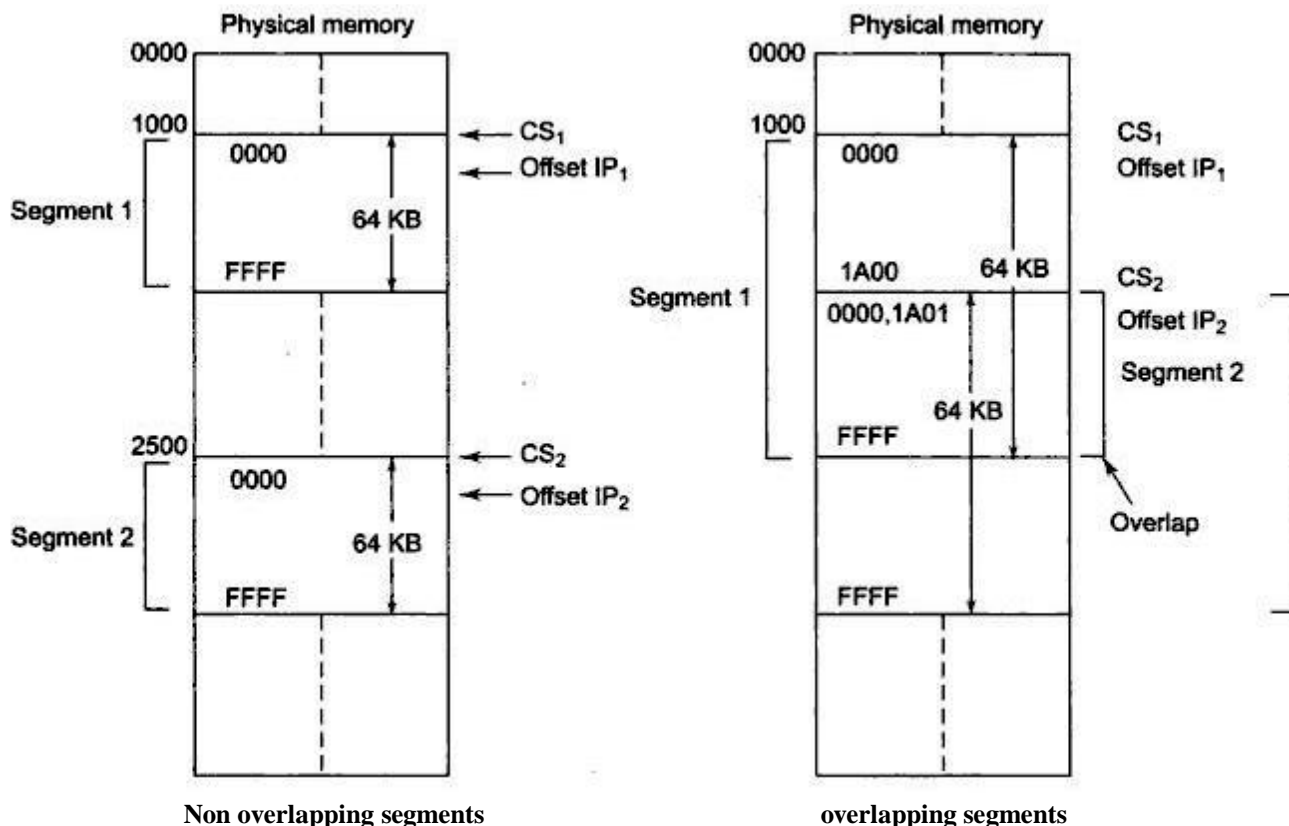 Physical memory
0000
1000
CS1
0000
Offset IP1
Segment 1
64 KB
FFFF
2500
CS2
0000
Offset IP2
Segment 2
64 KB
FFFF
Non overlapping segments
Physical memory
0000
1000
CS1
0000
Offset IP1
1A00
64 KB
CS2
Segment 1
0000,1A01
Offset IP2
Segment 2
64 KB
FFFF
Overlap
FFFF
overlapping segments